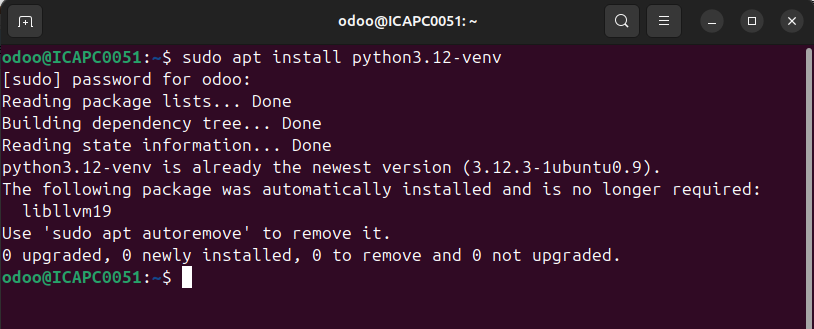 odoo@ICAPC0051: ~
odoo@ICAPC0051:~$ sudo apt install python3.12-venv
[sudo] password for odoo:
Reading package lists... Done
Building dependency tree... Done
Reading state information... Done
python3.12-venv is already the newest version (3.12.3-1ubuntu0.9).
The following package was automatically installed and is no longer required:
  libllvm19
Use 'sudo apt autoremove' to remove it.
0 upgraded, 0 newly installed, 0 to remove and 0 not upgraded.
odoo@ICAPC0051:~$